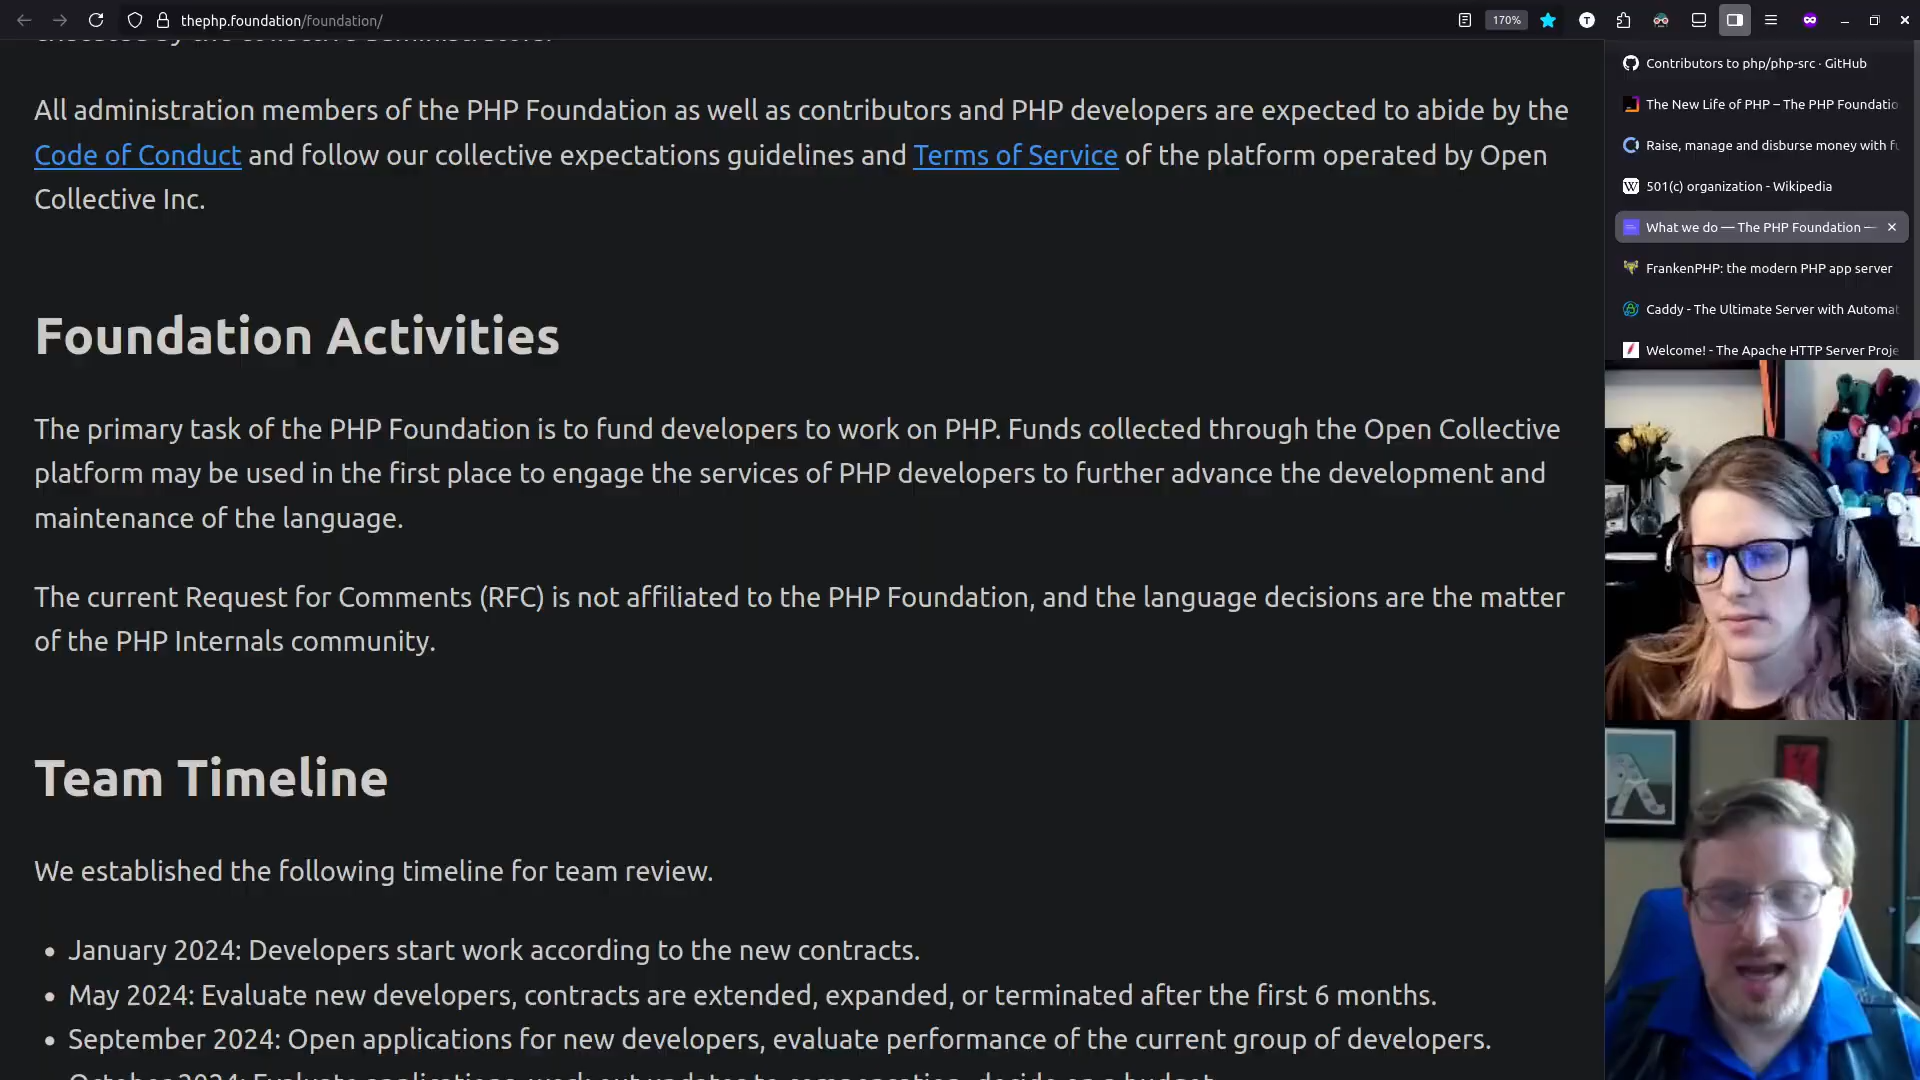 thephp.foundation/foundation/
170%
All administration members of the PHP Foundation as well as contributors and PHP developers are expected to abide by the
Code of Conduct and follow our collective expectations guidelines and Terms of Service of the platform operated by Open
Collective Inc.
Foundation Activities
The primary task of the PHP Foundation is to fund developers to work on PHP. Funds collected through the Open Collective
platform may be used in the first place to engage the services of PHP developers to further advance the development and
maintenance of the language.
The current Request for Comments (RFC) is not affiliated to the PHP Foundation, and the language decisions are the matter
of the PHP Internals community.
Team Timeline
We established the following timeline for team review.
• January 2024: Developers start work according to the new contracts.
• May 2024: Evaluate new developers, contracts are extended, expanded, or terminated after the first 6 months.
• September 2024: Open applications for new developers, evaluate performance of the current group of developers.
Contributors to php/php-src · GitHub
The New Life of PHP – The PHP Foundatio
Raise, manage and disburse money with fu
501(c) organization - Wikipedia
What we do — The PHP Foundation —
FrankenPHP: the modern PHP app server
Caddy - The Ultimate Server with Automat
Welcome! - The Apache HTTP Server Proje